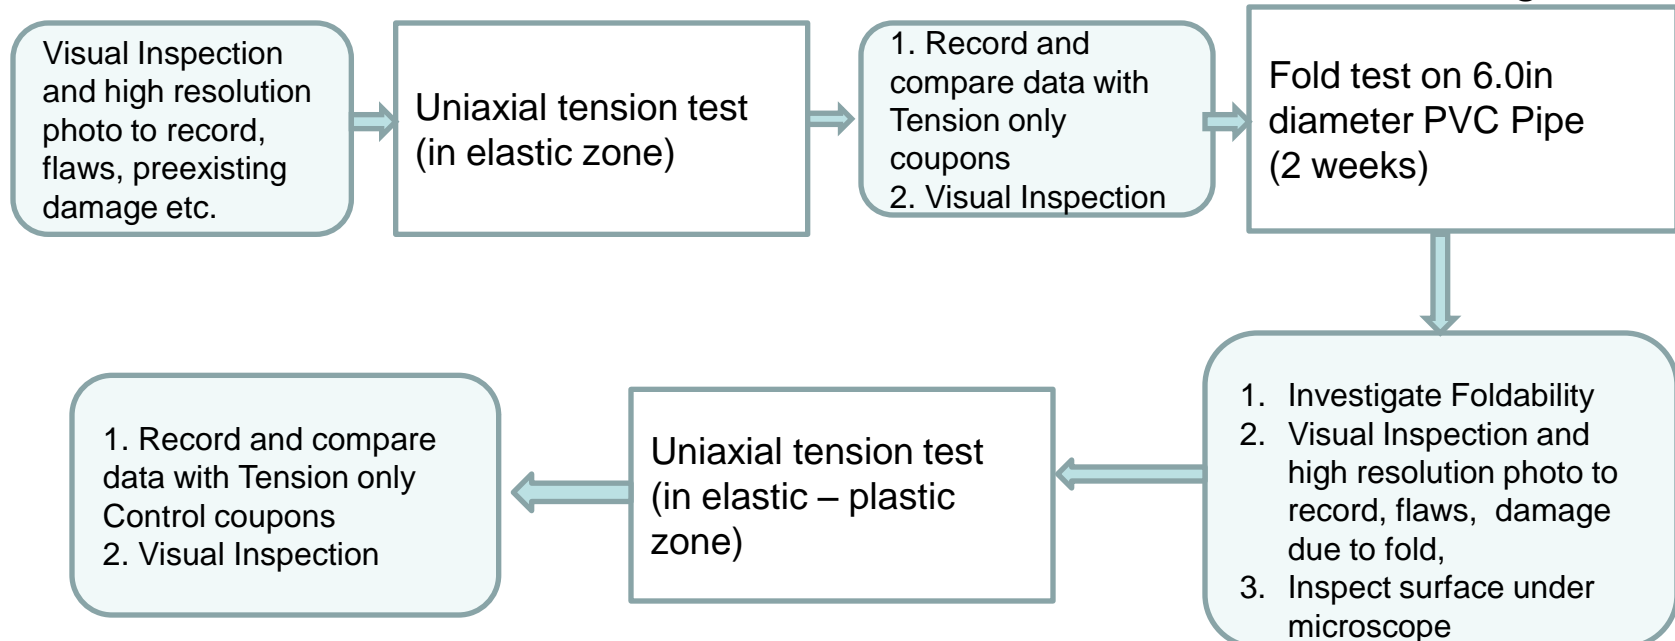 Visual Inspection
and high resolution
photo to record,
flaws, preexisting
damage etc.
Uniaxial tension test
(in elastic zone)
1. Record and
compare data with
Tension only
coupons
2. Visual Inspection
Fold test on 6.0in
diameter PVC Pipe
(2 weeks)
1. Investigate Foldability
2. Visual Inspection and
high resolution photo to
record, flaws, damage
due to fold,
3. Inspect surface under
microscope
Uniaxial tension test
(in elastic – plastic
zone)
1. Record and compare
data with Tension only
Control coupons
2. Visual Inspection